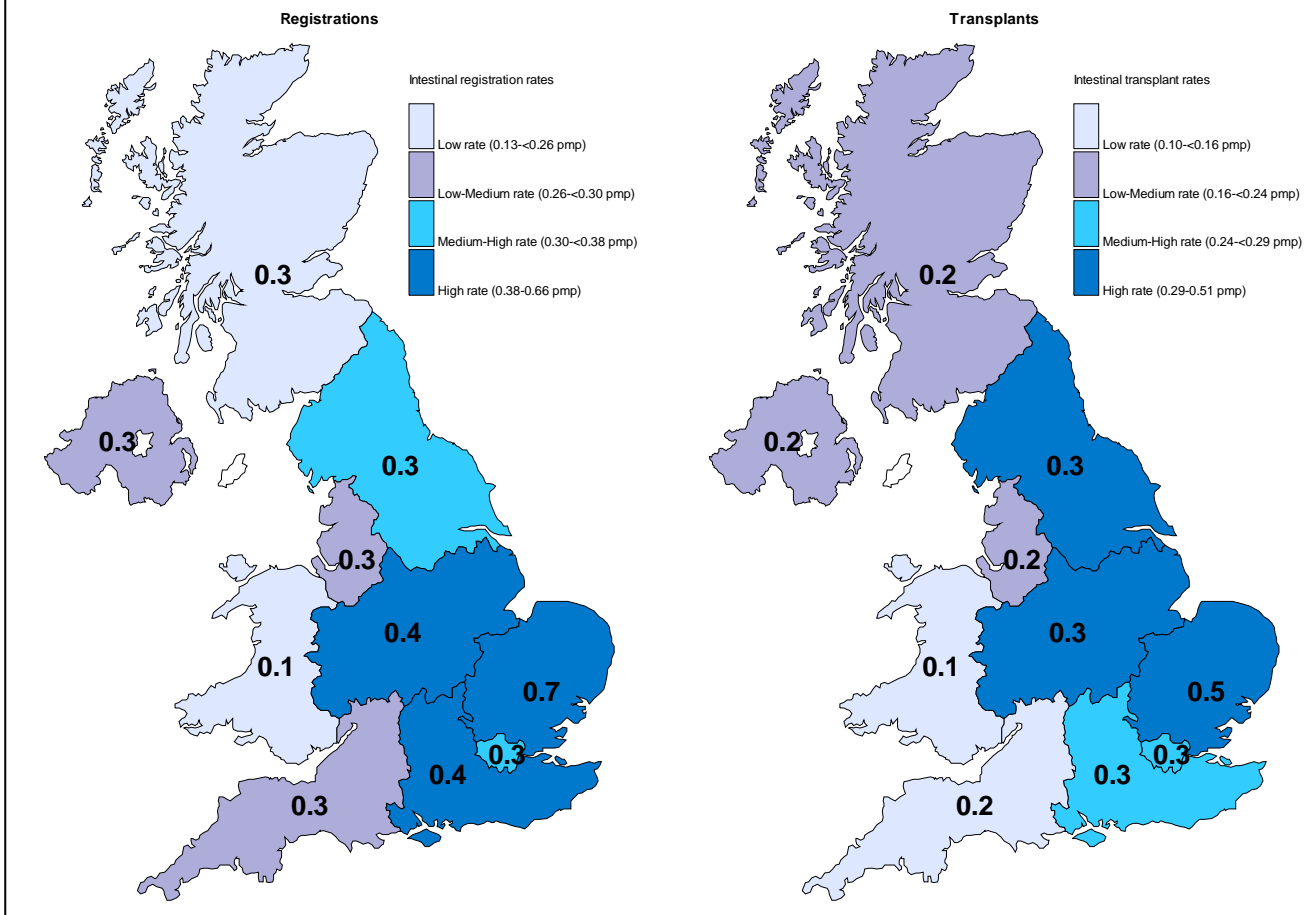 Registrations
Intestinal registration rates
Low rate (0.13-<0.26 pmp)
Low-Medium rate (0.26-<0.30 pmp)
Medium-High rate (0.30-<0.38 pmp)
High rate (0.38-0.66 pmp)
0.3
0.3
0.3
0.3
0.4
0.1
0.7
0.3
0.4
0.3
Transplants
Intestinal transplant rates
Low rate (0.10-<0.16 pmp)
Low-Medium rate (0.16-<0.24 pmp)
Medium-High rate (0.24-<0.29 pmp)
High rate (0.29-0.51 pmp)
0.2
0.2
0.3
0.2
0.3
0.1
0.5
0.3
0.3
0.2